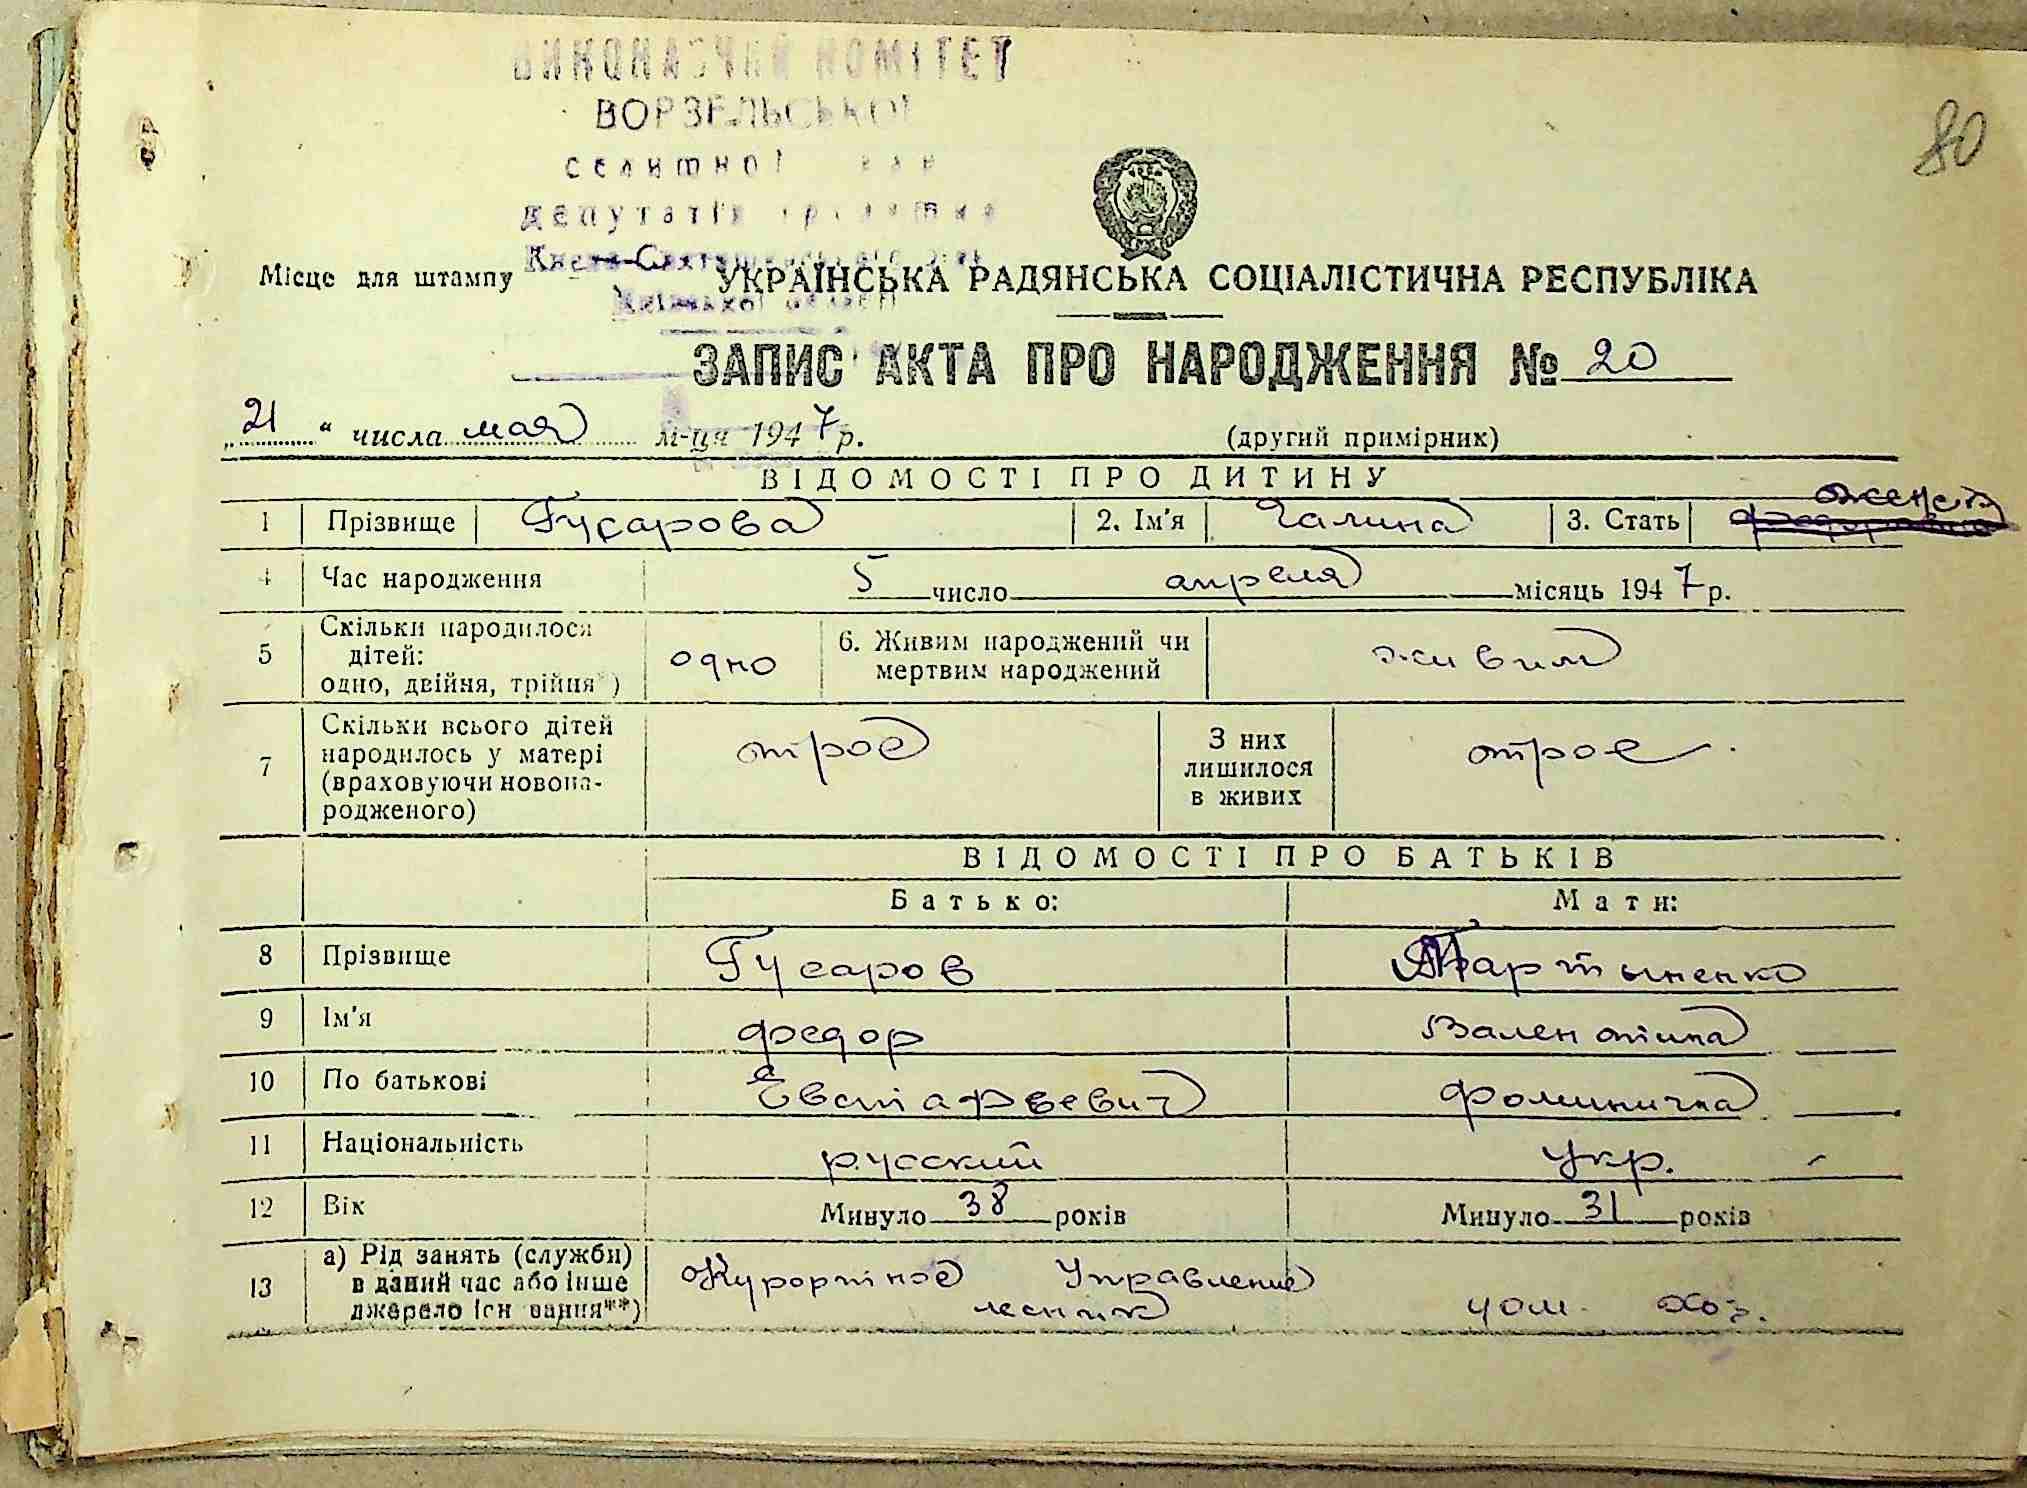 ВИКОНАВЧИЙ КОМІТЕТ
ВОРЗЕЛЬСЬКОЇ
селитної
депутатів
80
Місце для штампу
УКРАЇНСЬКА РАДЯНСЬКА СОЦІАЛІСТИЧНА РЕСПУБЛІКА
ЗАПИС АКТА ПРО НАРОДЖЕННЯ № 20
„21“ числа мая м-ця 1947 р. (другий примірник)
ВІДОМОСТІ ПРО ДИТИНУ
1 Прізвище Гусарова 2. Ім'я Галина 3. Стать женск
4 Час народження 5 число апреля місяць 1947 р.
5 Скільки народилося дітей: одно, двійня, трійня*) одно 6. Живим народжений чи мертвим народжений живим
7 Скільки всього дітей народилось у матері (враховуючи новонародженого) трое З них лишилося в живих трое
ВІДОМОСТІ ПРО БАТЬКІВ
Батько: Мати:
8 Прізвище Гусаров Мартыненко
9 Ім'я Федор Валентина
10 По батькові Евстафьевич Фоминична
11 Національність русский укр.
12 Вік Минуло 38 років Минуло 31 років
13 а) Рід занять (служби) в даний час або інше джерело існування**) Курортное Управление лесник дом. хоз.